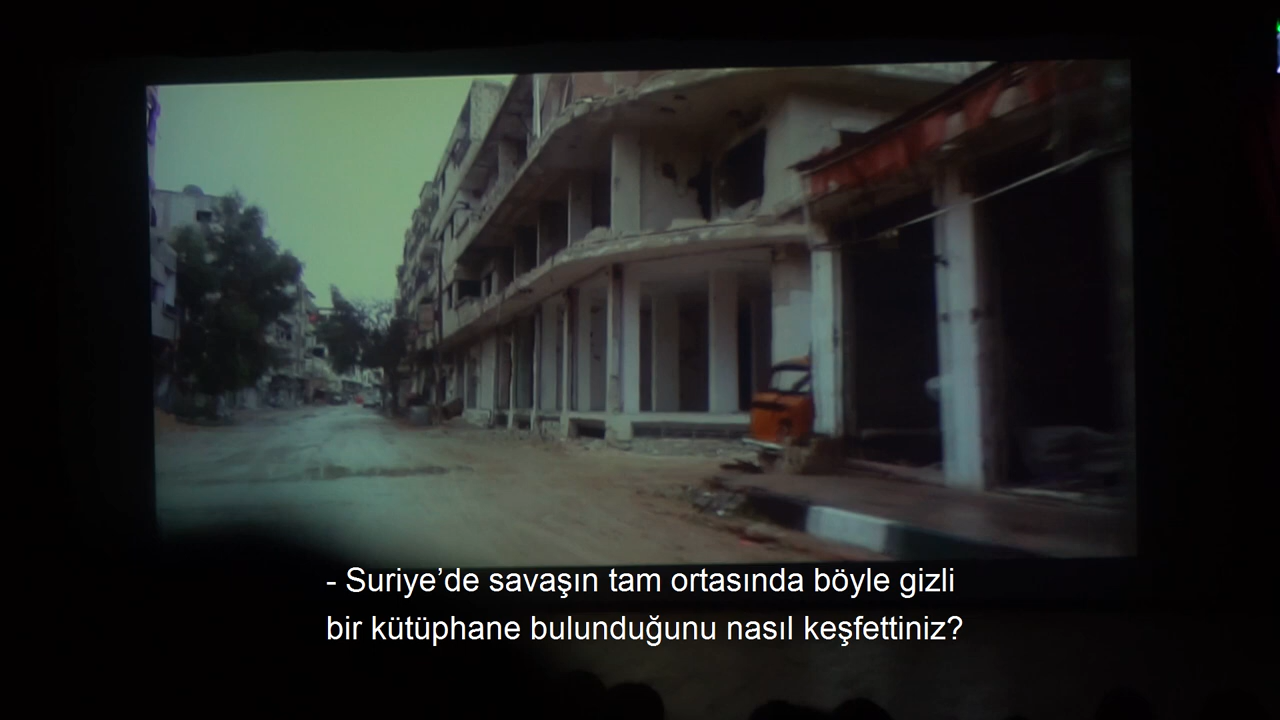 - Suriye’de savaşın tam ortasında böyle gizli
bir kütüphane bulunduğunu nasıl keşfettiniz?